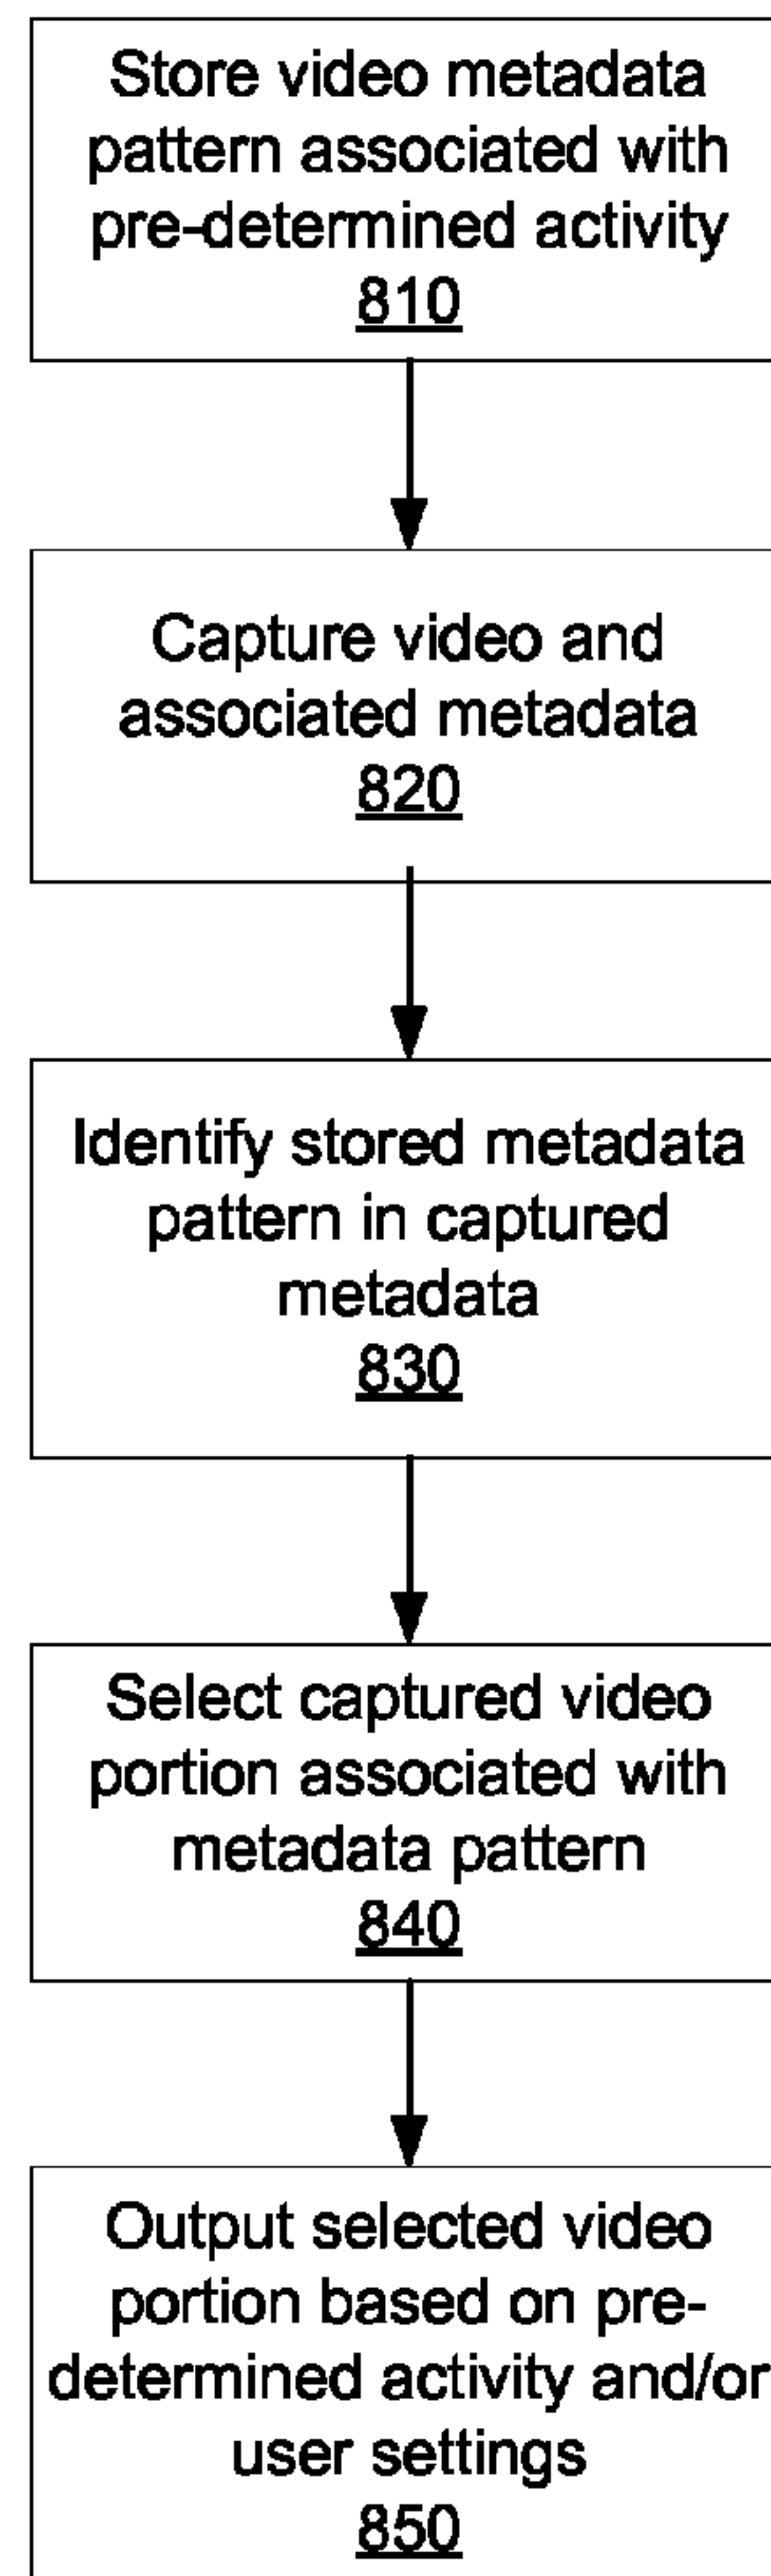 Store video metadata
pattern associated with
pre-determined activity
810
Capture video and
associated metadata
820
Identify stored metadata
pattern in captured
metadata
830
Select captured video
portion associated with
metadata pattern
840
Output selected video
portion based on pre-
determined activity and/or
user settings
850